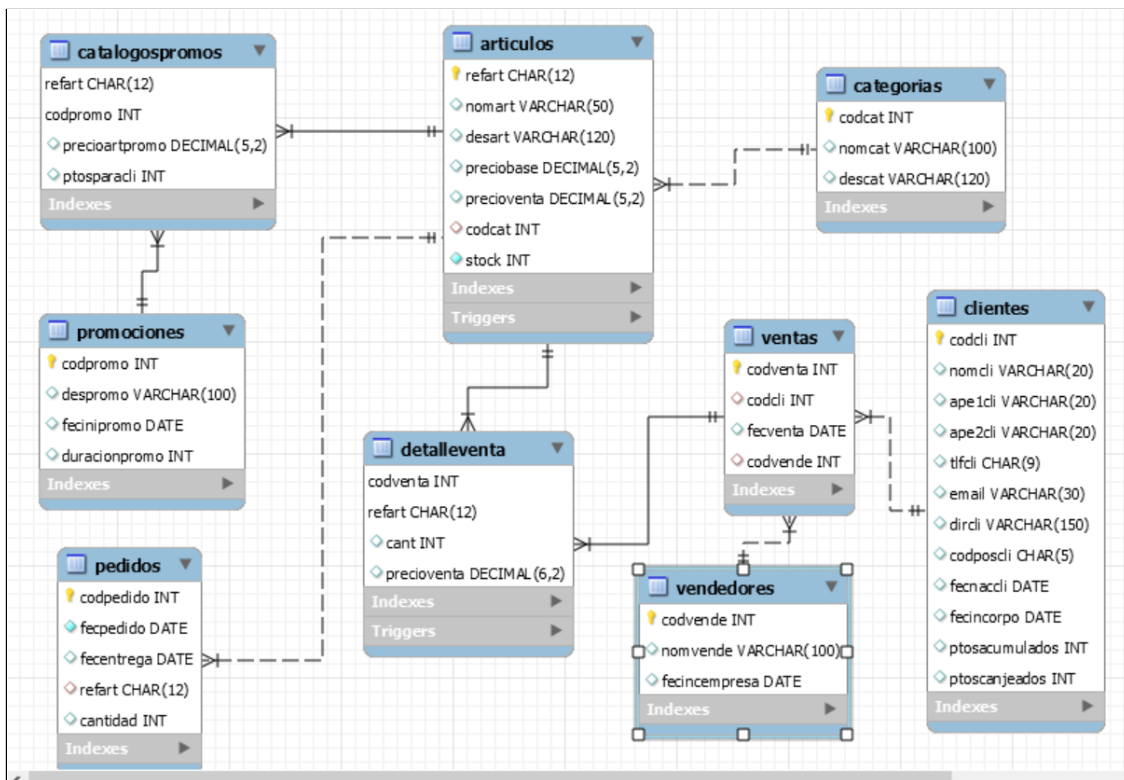 catalogospromos
refart CHAR(12)
codpromo INT
precioartpromo DECIMAL(5,2)
ptosparacli INT
Indexes
articulos
refart CHAR(12)
nomart VARCHAR(50)
desart VARCHAR(120)
preciobase DECIMAL(5,2)
precioventa DECIMAL(5,2)
codcat INT
stock INT
Indexes
Triggers
categorias
codcat INT
nomcat VARCHAR(100)
descat VARCHAR(120)
Indexes
promociones
codpromo INT
despromo VARCHAR(100)
fecinipromo DATE
duracionpromo INT
Indexes
ventas
codventa INT
codcli INT
fecventa DATE
codvende INT
Indexes
clientes
codcli INT
nomcli VARCHAR(20)
ape1cli VARCHAR(20)
ape2cli VARCHAR(20)
tlfcli CHAR(9)
email VARCHAR(30)
dircli VARCHAR(150)
codposcli CHAR(5)
fecnaccli DATE
fecincorpo DATE
ptosacumulados INT
ptoscanjeados INT
Indexes
detalleventa
codventa INT
refart CHAR(12)
cant INT
precioventa DECIMAL(6,2)
Indexes
Triggers
pedidos
codpedido INT
fecpedido DATE
fecentrega DATE
refart CHAR(12)
cantidad INT
Indexes
vendedores
codvende INT
nomvende VARCHAR(100)
fecincempresa DATE
Indexes